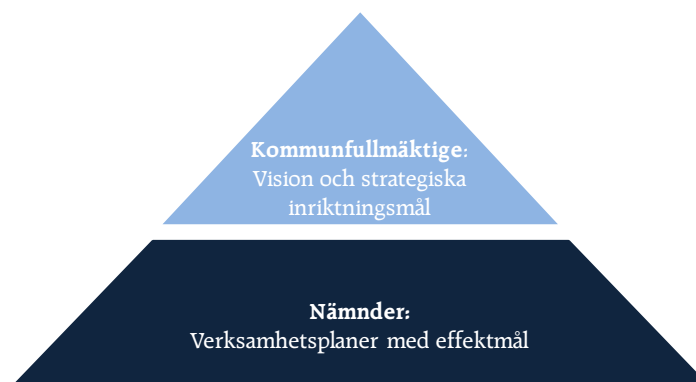 Kommunfullmäktige:
Vision och strategiska
inriktningsmål
Nämnder:
Verksamhetsplaner med effektmål